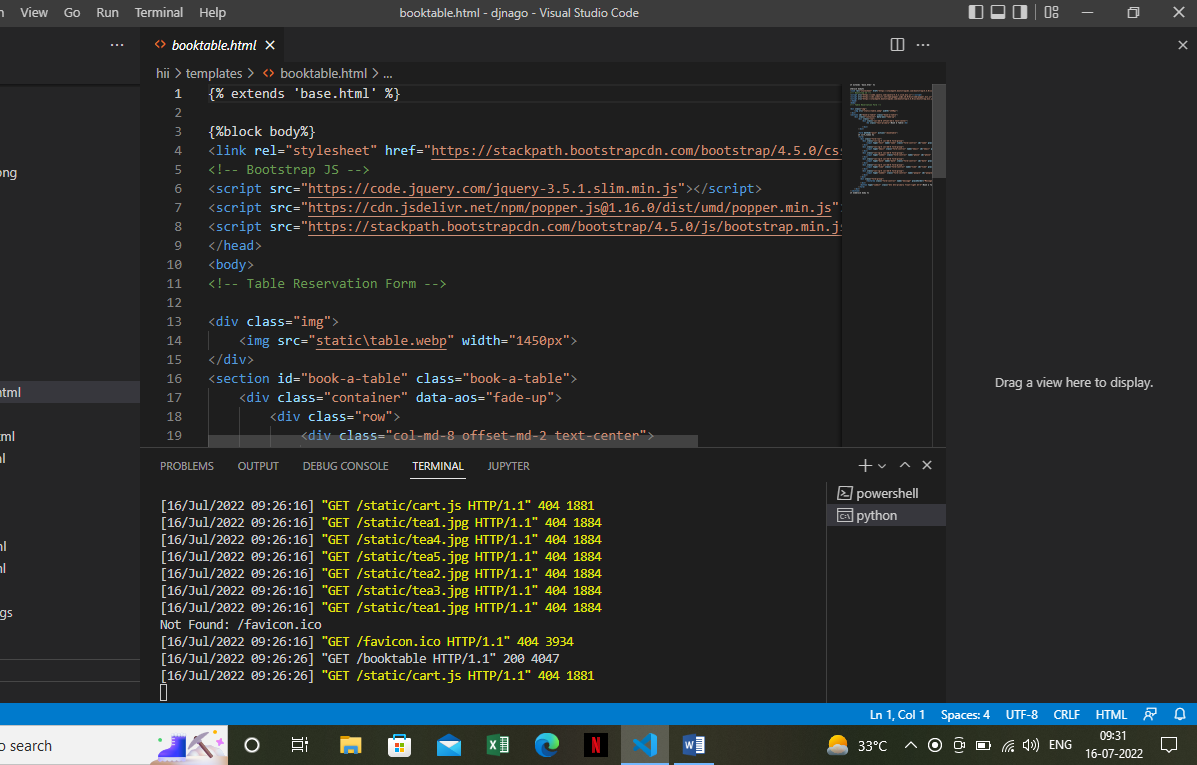 View Go Run Terminal Help booktable.html - djnago - Visual Studio Code
booktable.html
hii > templates > booktable.html > ...
1 {% extends 'base.html' %}
2
3 {%block body%}
4 <link rel="stylesheet" href="https://stackpath.bootstrapcdn.com/bootstrap/4.5.0/css
5 <!-- Bootstrap JS -->
6 <script src="https://code.jquery.com/jquery-3.5.1.slim.min.js"></script>
7 <script src="https://cdn.jsdelivr.net/npm/popper.js@1.16.0/dist/umd/popper.min.js"
8 <script src="https://stackpath.bootstrapcdn.com/bootstrap/4.5.0/js/bootstrap.min.js
9 </head>
10 <body>
11 <!-- Table Reservation Form -->
12
13 <div class="img">
14 <img src="static\table.webp" width="1450px">
15 </div>
16 <section id="book-a-table" class="book-a-table">
17 <div class="container" data-aos="fade-up">
18 <div class="row">
19 <div class="col-md-8 offset-md-2 text-center">
ong
html
ml
l
nl
nl
gs
Drag a view here to display.
PROBLEMS OUTPUT DEBUG CONSOLE TERMINAL JUPYTER
powershell
python
[16/Jul/2022 09:26:16] "GET /static/cart.js HTTP/1.1" 404 1881
[16/Jul/2022 09:26:16] "GET /static/tea1.jpg HTTP/1.1" 404 1884
[16/Jul/2022 09:26:16] "GET /static/tea4.jpg HTTP/1.1" 404 1884
[16/Jul/2022 09:26:16] "GET /static/tea5.jpg HTTP/1.1" 404 1884
[16/Jul/2022 09:26:16] "GET /static/tea2.jpg HTTP/1.1" 404 1884
[16/Jul/2022 09:26:16] "GET /static/tea3.jpg HTTP/1.1" 404 1884
[16/Jul/2022 09:26:16] "GET /static/tea1.jpg HTTP/1.1" 404 1884
Not Found: /favicon.ico
[16/Jul/2022 09:26:16] "GET /favicon.ico HTTP/1.1" 404 3934
[16/Jul/2022 09:26:26] "GET /booktable HTTP/1.1" 200 4047
[16/Jul/2022 09:26:26] "GET /static/cart.js HTTP/1.1" 404 1881
Ln 1, Col 1 Spaces: 4 UTF-8 CRLF HTML
o search
33°C ENG
09:31
16-07-2022